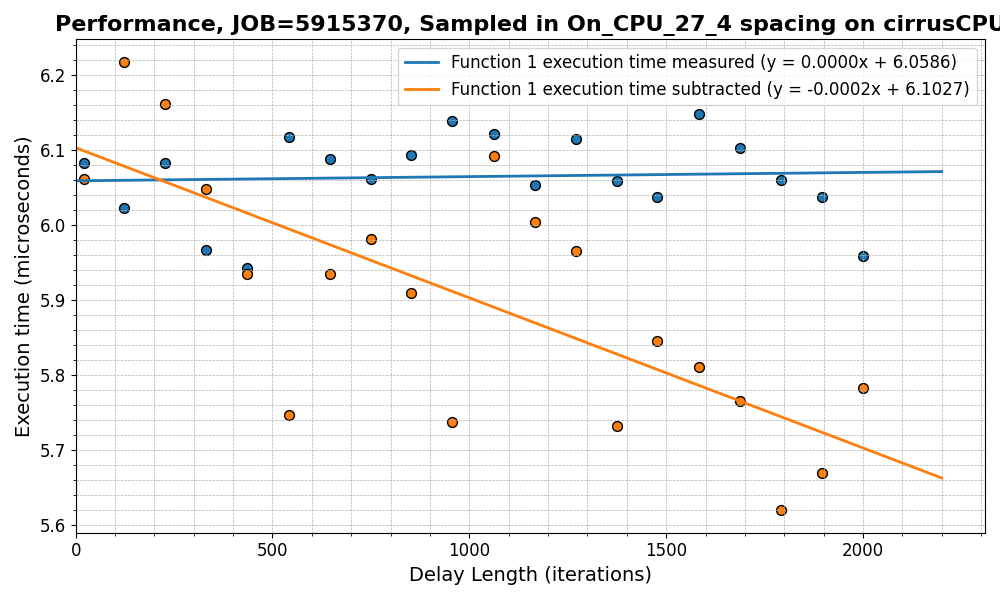 Performance, JOB=5915370, Sampled in On_CPU_27_4 spacing on cirrusCPU
Function 1 execution time measured (y = 0.0000x + 6.0586)
Function 1 execution time subtracted (y = -0.0002x + 6.1027)
Execution time (microseconds)
6.2
6.1
6.0
5.9
5.8
5.7
5.6
0 500 1000 1500 2000
Delay Length (iterations)